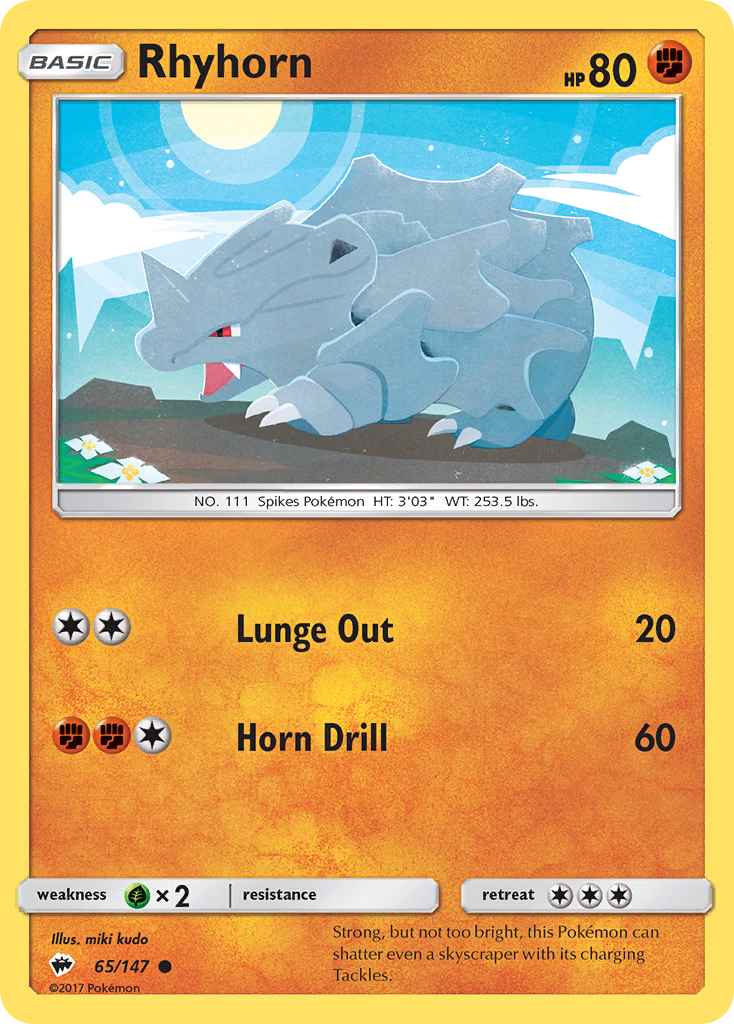 BASIC Rhyhorn HP 80
NO. 111 Spikes Pokémon HT: 3'03" WT: 253.5 lbs.
Lunge Out 20
Horn Drill 60
weakness × 2 resistance retreat
Illus. miki kudo
65/147
©2017 Pokémon
Strong, but not too bright, this Pokémon can
shatter even a skyscraper with its charging
Tackles.